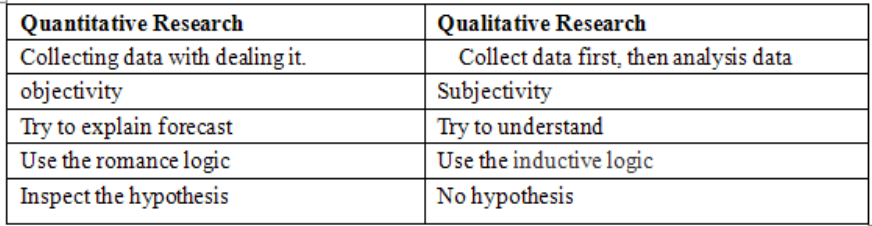 Quantitative Research Qualitative Research
Collecting data with dealing it. Collect data first, then analysis data
objectivity Subjectivity
Try to explain forecast Try to understand
Use the romance logic Use the inductive logic
Inspect the hypothesis No hypothesis